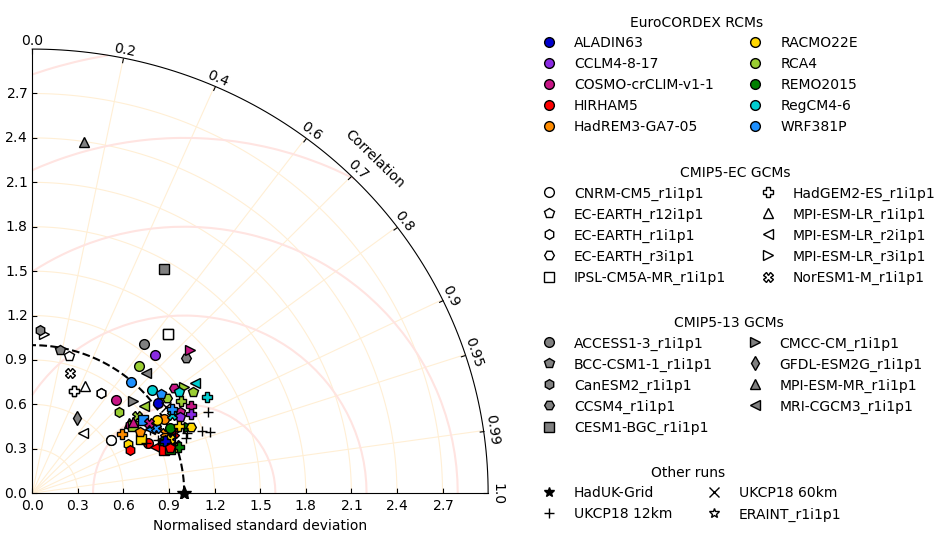 0.0
0.2
0.4
0.6
Correlation
0.7
0.8
0.9
0.95
0.99
1.0
2.7
2.4
2.1
1.8
1.5
1.2
0.9
0.6
0.3
0.0
0.0 0.3 0.6 0.9 1.2 1.5 1.8 2.1 2.4 2.7
Normalised standard deviation
EuroCORDEX RCMs
ALADIN63 RACMO22E
CCLM4-8-17 RCA4
COSMO-crCLIM-v1-1 REMO2015
HIRHAM5 RegCM4-6
HadREM3-GA7-05 WRF381P
CMIP5-EC GCMs
CNRM-CM5_r1i1p1 HadGEM2-ES_r1i1p1
EC-EARTH_r12i1p1 MPI-ESM-LR_r1i1p1
EC-EARTH_r1i1p1 MPI-ESM-LR_r2i1p1
EC-EARTH_r3i1p1 MPI-ESM-LR_r3i1p1
IPSL-CM5A-MR_r1i1p1 NorESM1-M_r1i1p1
CMIP5-13 GCMs
ACCESS1-3_r1i1p1 CMCC-CM_r1i1p1
BCC-CSM1-1_r1i1p1 GFDL-ESM2G_r1i1p1
CanESM2_r1i1p1 MPI-ESM-MR_r1i1p1
CCSM4_r1i1p1 MRI-CGCM3_r1i1p1
CESM1-BGC_r1i1p1
Other runs
HadUK-Grid UKCP18 60km
UKCP18 12km ERAINT_r1i1p1